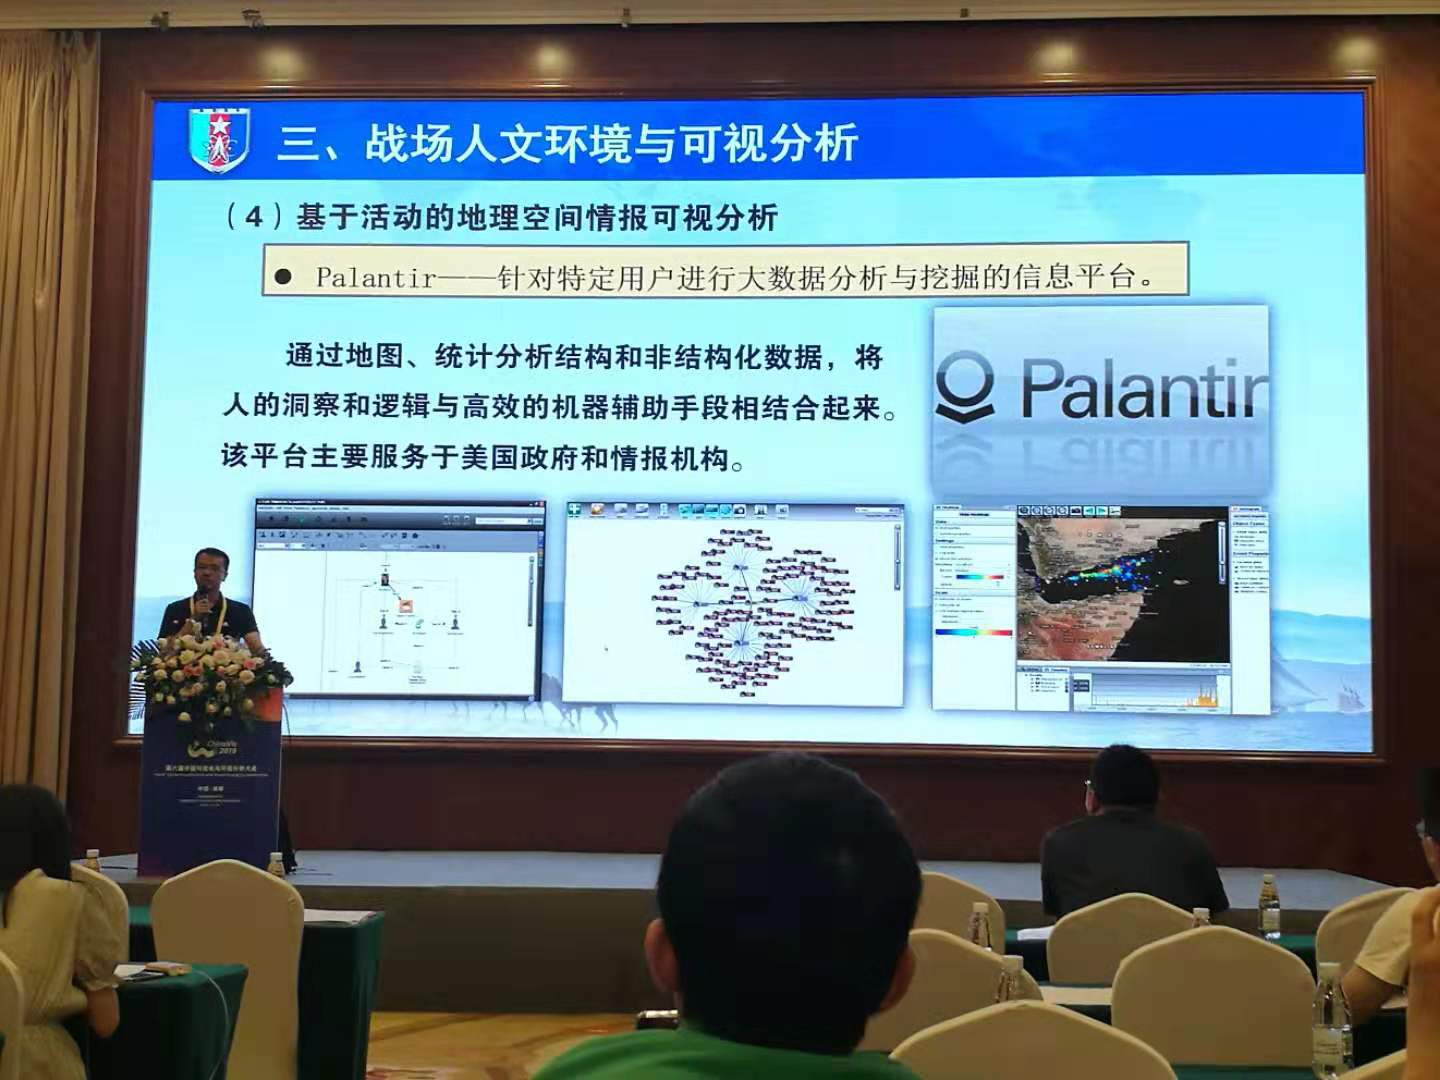 三、战场人文环境与可视分析
（4）基于活动的地理空间情报可视分析
● Palantir——针对特定用户进行大数据分析与挖掘的信息平台。
通过地图、统计分析结构和非结构化数据，将
人的洞察和逻辑与高效的机器辅助手段相结合起来。
该平台主要服务于美国政府和情报机构。
Palantir
ChinaVis
2019